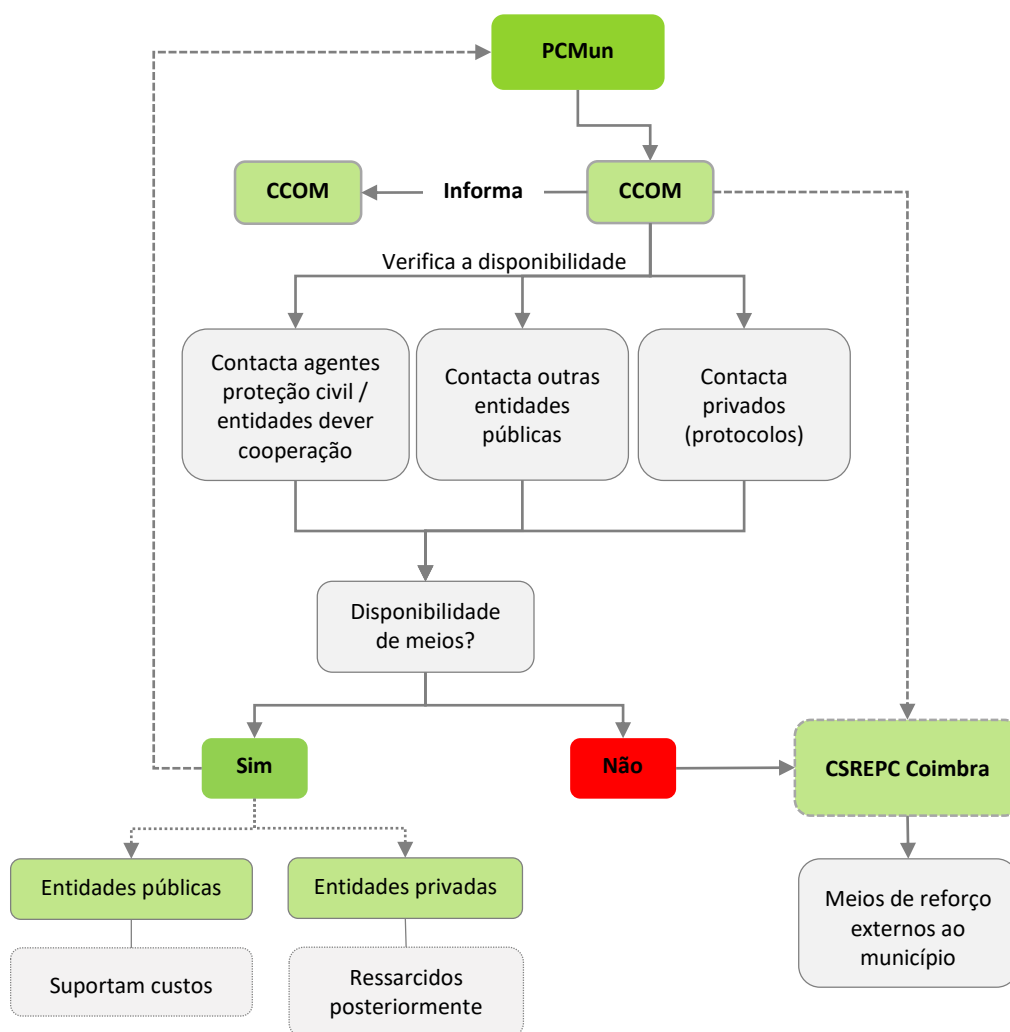 PCMun
CCOM
Informa
CCOM
Verifica a disponibilidade
Contacta agentes
proteção civil /
entidades dever
cooperação
Contacta outras
entidades
públicas
Contacta
privados
(protocolos)
Disponibilidade
de meios?
Sim
Não
CSREPC Coimbra
Entidades públicas
Entidades privadas
Suportam custos
Ressarcidos
posteriormente
Meios de reforço
externos ao
município